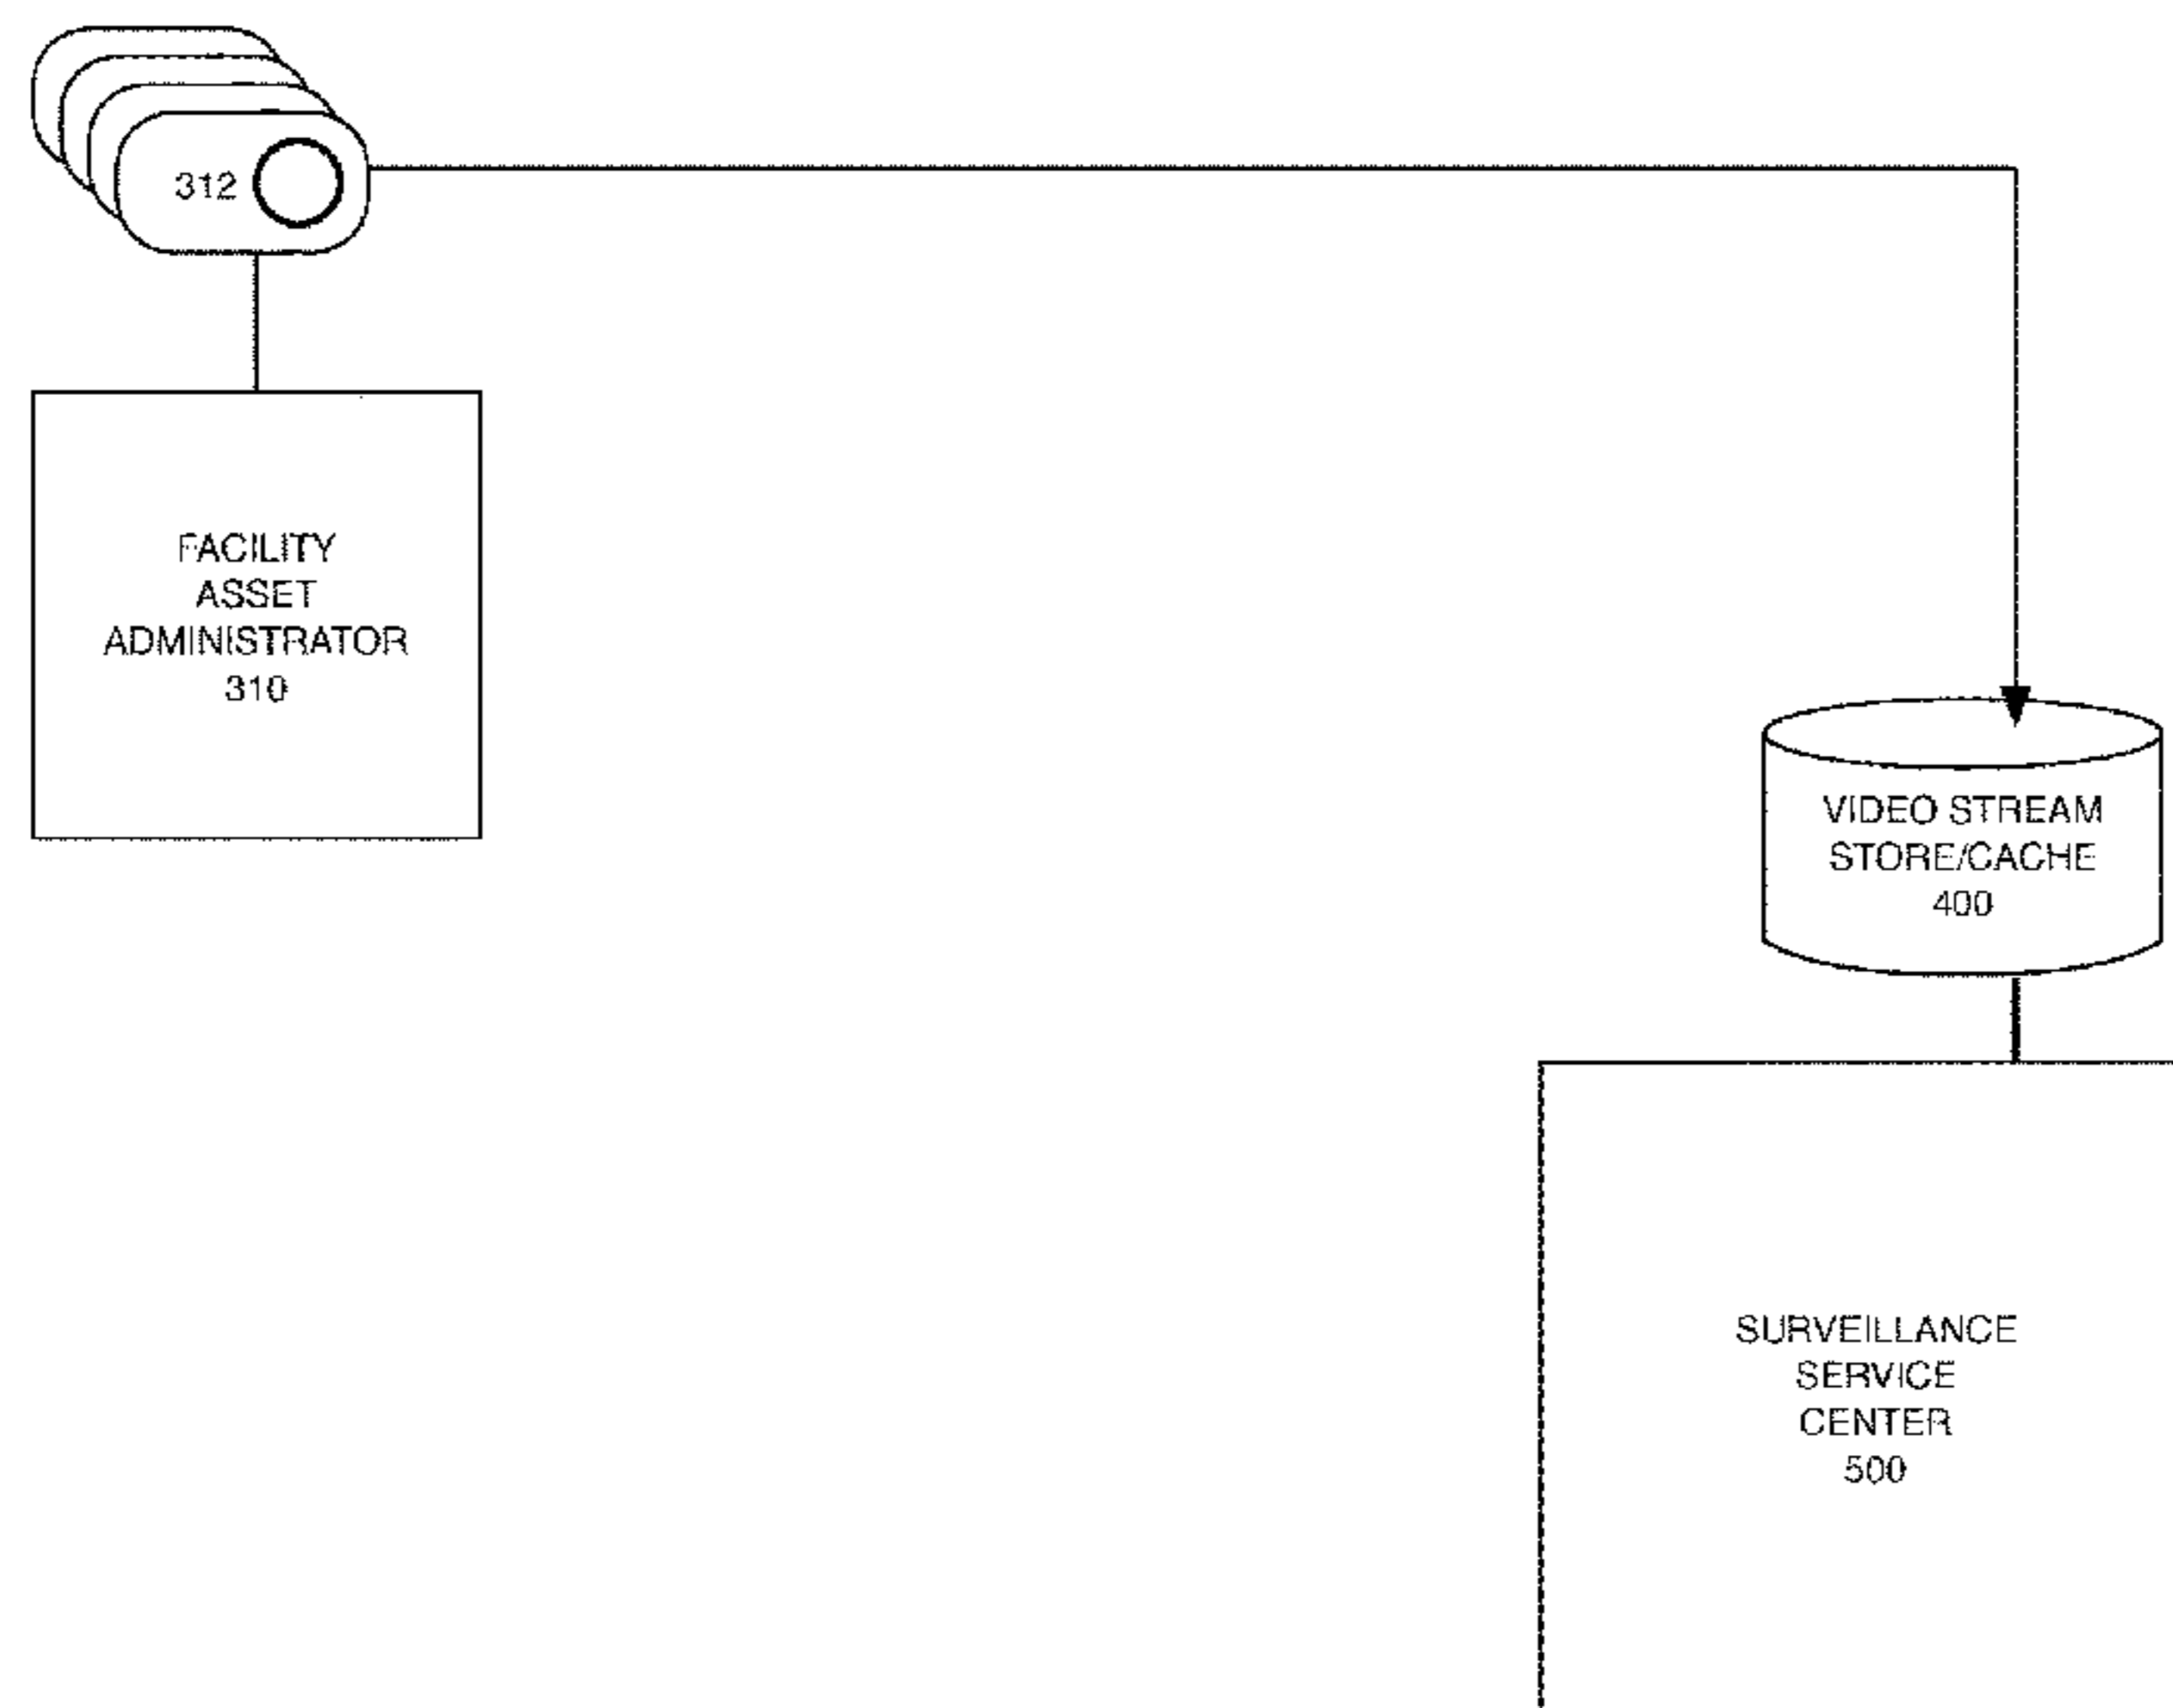 312
FACILITY
ASSET
ADMINISTRATOR
310
VIDEO STREAM
STORE/CACHE
400
SURVEILLANCE
SERVICE
CENTER
500